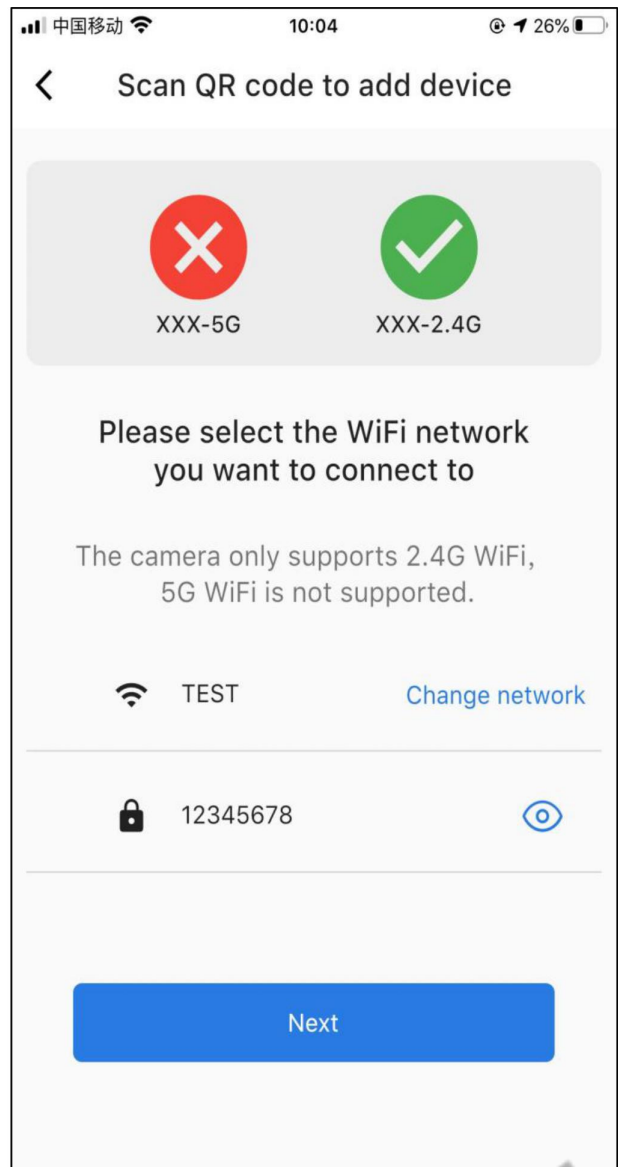 中国移动 10:04 26%
Scan QR code to add device
XXX-5G XXX-2.4G
Please select the WiFi network
you want to connect to
The camera only supports 2.4G WiFi,
5G WiFi is not supported.
TEST Change network
12345678
Next